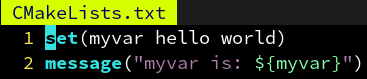 CMakeLists.txt
1 set(myvar hello world)
2 message("myvar is: ${myvar}")